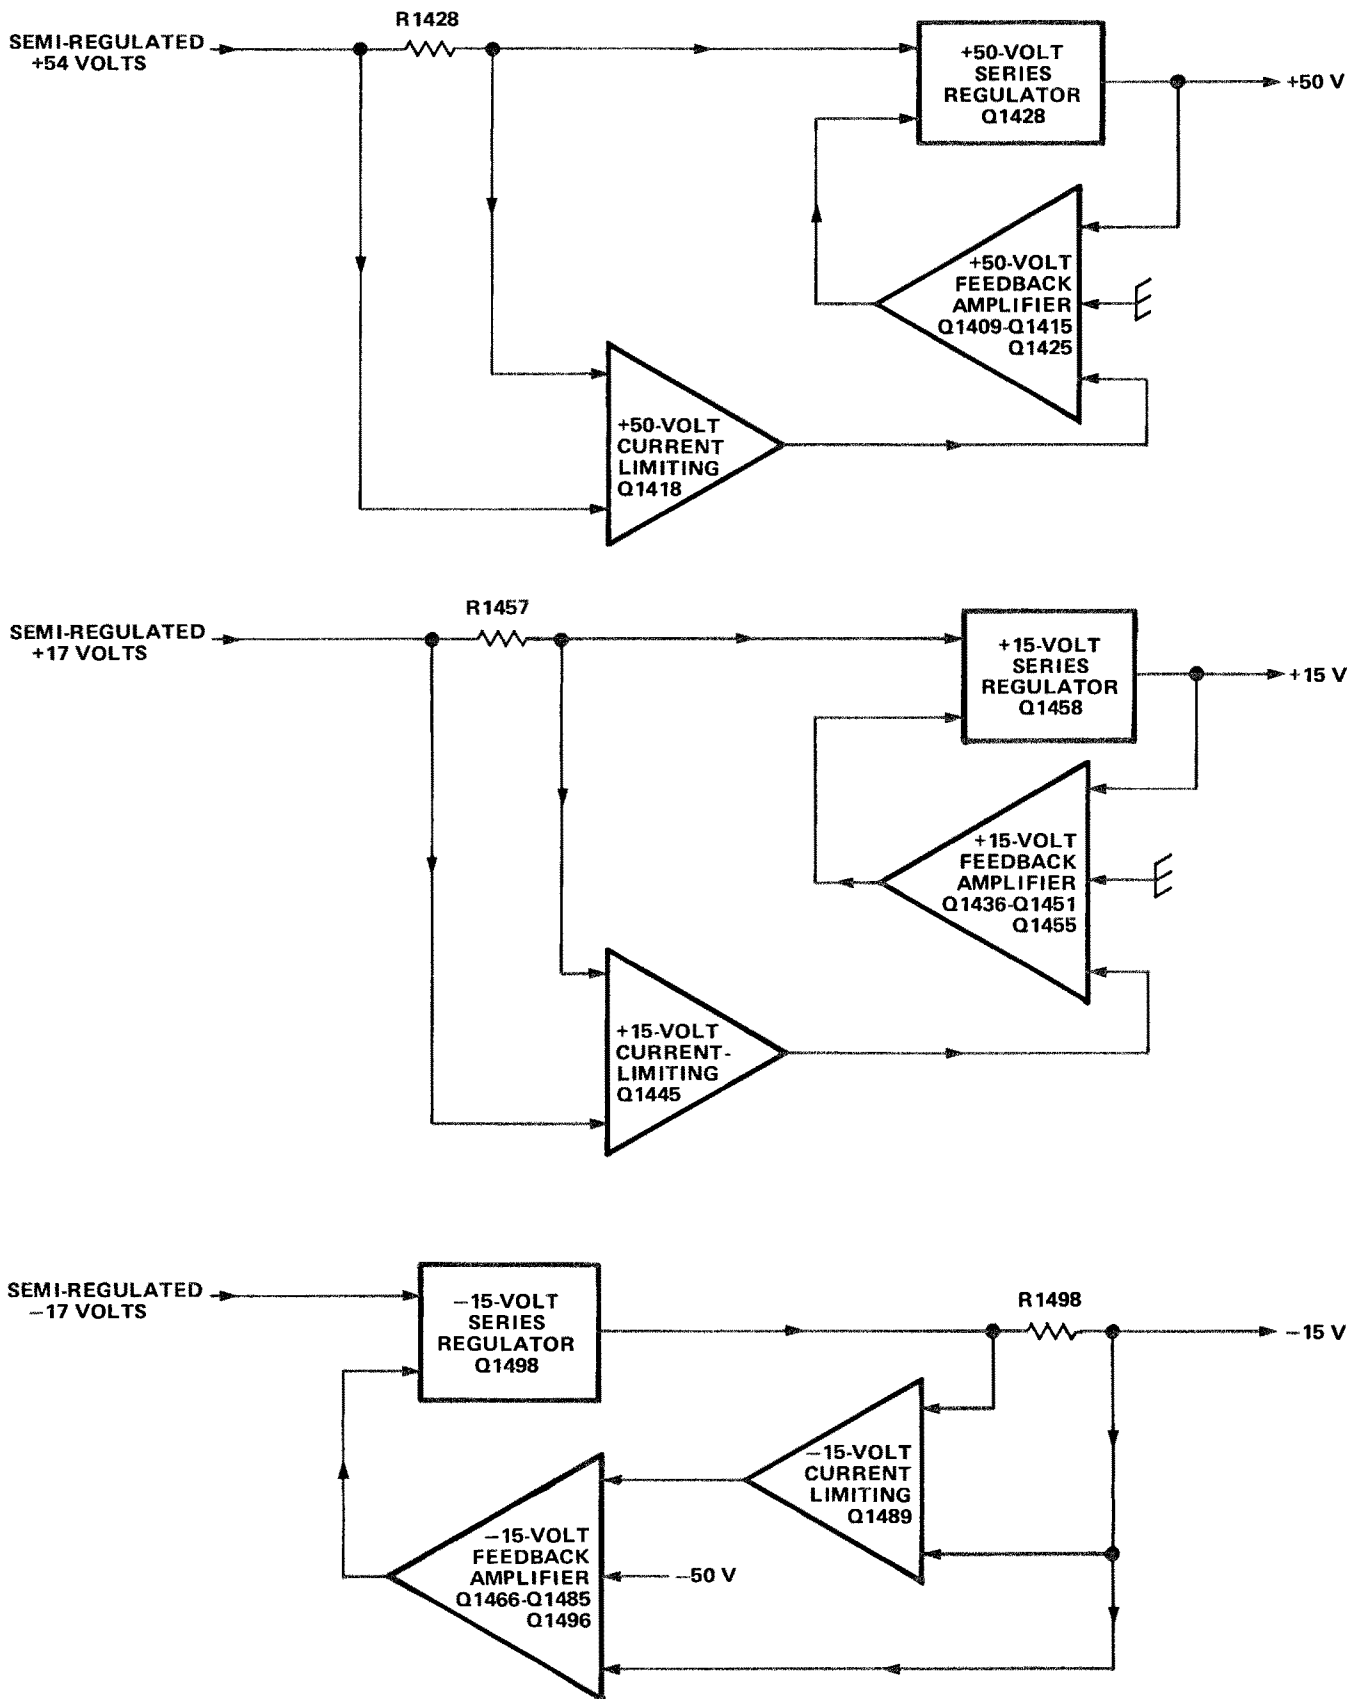 R1428
SEMI-REGULATED
+54 VOLTS
+50-VOLT
SERIES
REGULATOR
Q1428
+50 V
+50-VOLT
FEEDBACK
AMPLIFIER
Q1409-Q1415
Q1425
+50-VOLT
CURRENT
LIMITING
Q1418
R1457
SEMI-REGULATED
+17 VOLTS
+15-VOLT
SERIES
REGULATOR
Q1458
+15 V
+15-VOLT
FEEDBACK
AMPLIFIER
Q1436-Q1451
Q1455
+15-VOLT
CURRENT-
LIMITING
Q1445
SEMI-REGULATED
−17 VOLTS
−15-VOLT
SERIES
REGULATOR
Q1498
R1498
−15 V
−15-VOLT
CURRENT
LIMITING
Q1489
−15-VOLT
FEEDBACK
AMPLIFIER
Q1466-Q1485
Q1496
−50 V